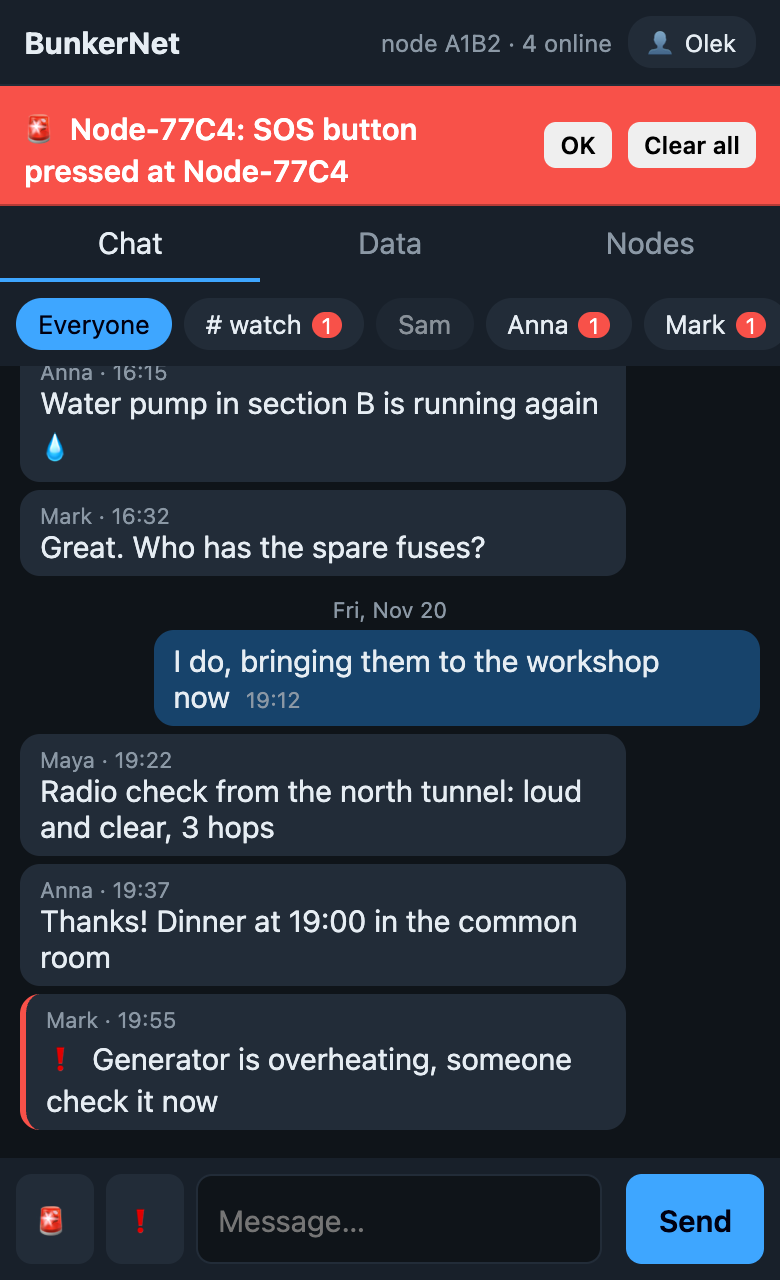 BunkerNet
node A1B2 · 4 online
👤 Olek
🚨 Node-77C4: SOS button
pressed at Node-77C4
OK
Clear all
Chat
Data
Nodes
Everyone
# watch 1
Sam
Anna 1
Mark 1
Anna · 16:15
Water pump in section B is running again
💧
Mark · 16:32
Great. Who has the spare fuses?
Fri, Nov 20
I do, bringing them to the workshop
now 19:12
Maya · 19:22
Radio check from the north tunnel: loud
and clear, 3 hops
Anna · 19:37
Thanks! Dinner at 19:00 in the common
room
Mark · 19:55
❗ Generator is overheating, someone
check it now
🚨
❗
Message...
Send